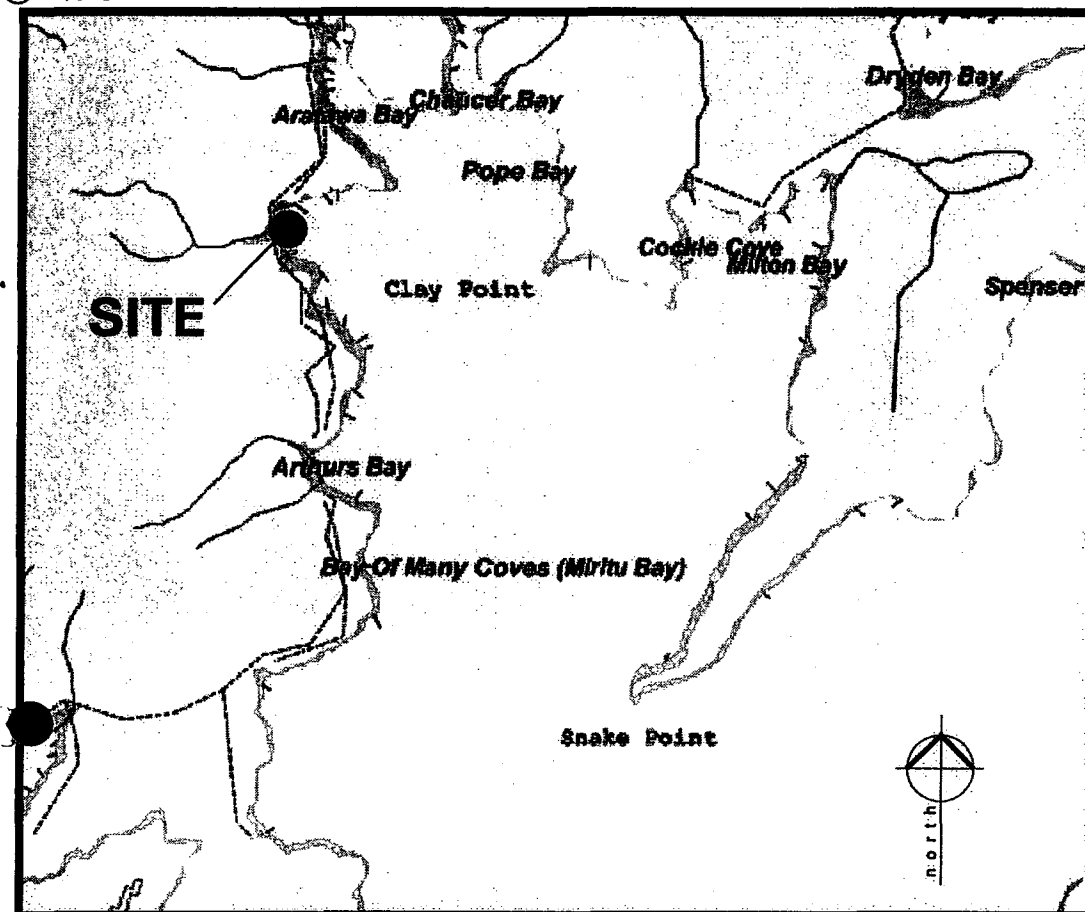 Dryden Bay
Chaucer Bay
Aratawa Bay
Pope Bay
Cockle Cove
Milton Bay
Clay Point
Spenser
SITE
Arthurs Bay
Bay Of Many Coves (Miritu Bay)
Snake Point
north